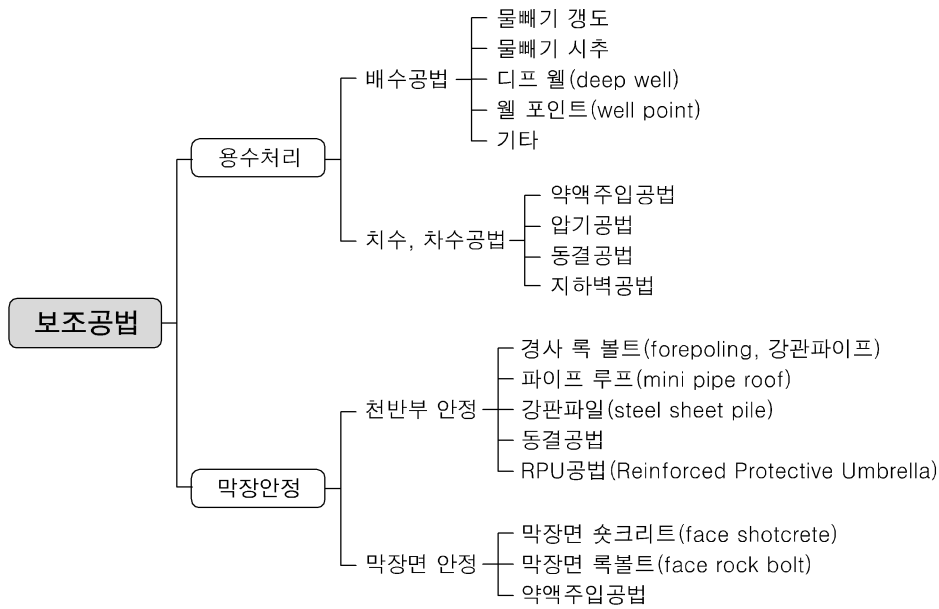 보조공법
용수처리
배수공법
물빼기 갱도
물빼기 시추
디프 웰(deep well)
웰 포인트(well point)
기타
치수, 차수공법
약액주입공법
압기공법
동결공법
지하벽공법
막장안정
천반부 안정
경사 록 볼트(forepoling, 강관파이프)
파이프 루프(mini pipe roof)
강판파일(steel sheet pile)
동결공법
RPU공법(Reinforced Protective Umbrella)
막장면 안정
막장면 숏크리트(face shotcrete)
막장면 록볼트(face rock bolt)
약액주입공법